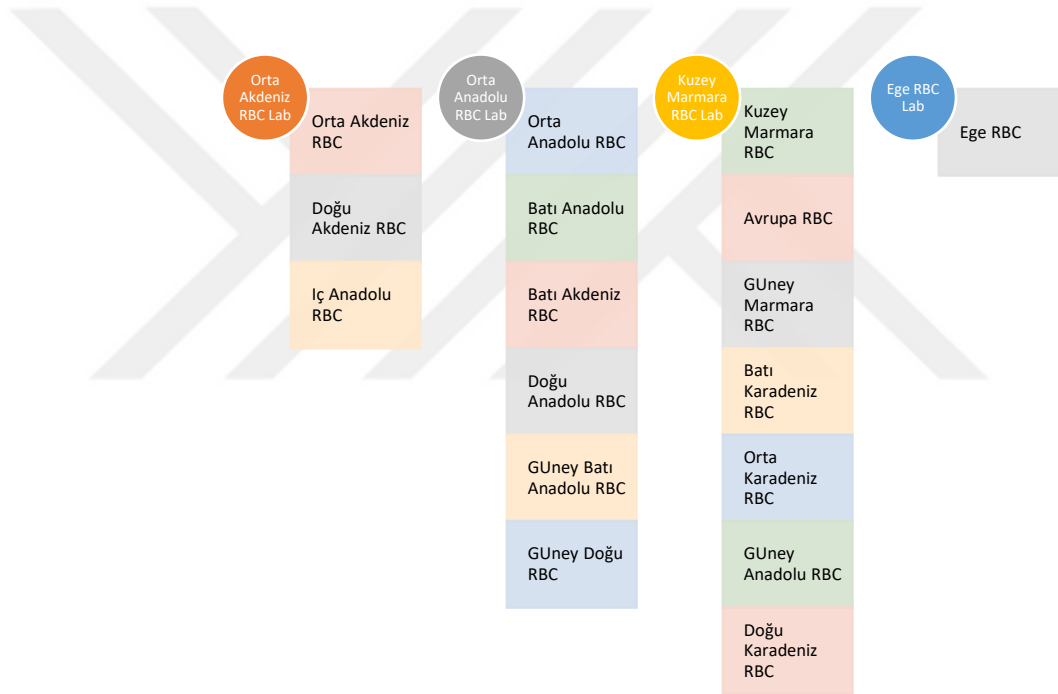 Orta
Akdeniz
RBC Lab
Orta Akdeniz
RBC
Doğu
Akdeniz RBC
Iç Anadolu
RBC
Orta
Anadolu
RBC Lab
Orta
Anadolu RBC
Batı Anadolu
RBC
Batı Akdeniz
RBC
Doğu
Anadolu RBC
GUney Batı
Anadolu RBC
GUney Doğu
RBC
Kuzey
Marmara
RBC Lab
Kuzey
Marmara
RBC
Avrupa RBC
GUney
Marmara
RBC
Batı
Karadeniz
RBC
Orta
Karadeniz
RBC
GUney
Anadolu RBC
Doğu
Karadeniz
RBC
Ege RBC
Lab
Ege RBC